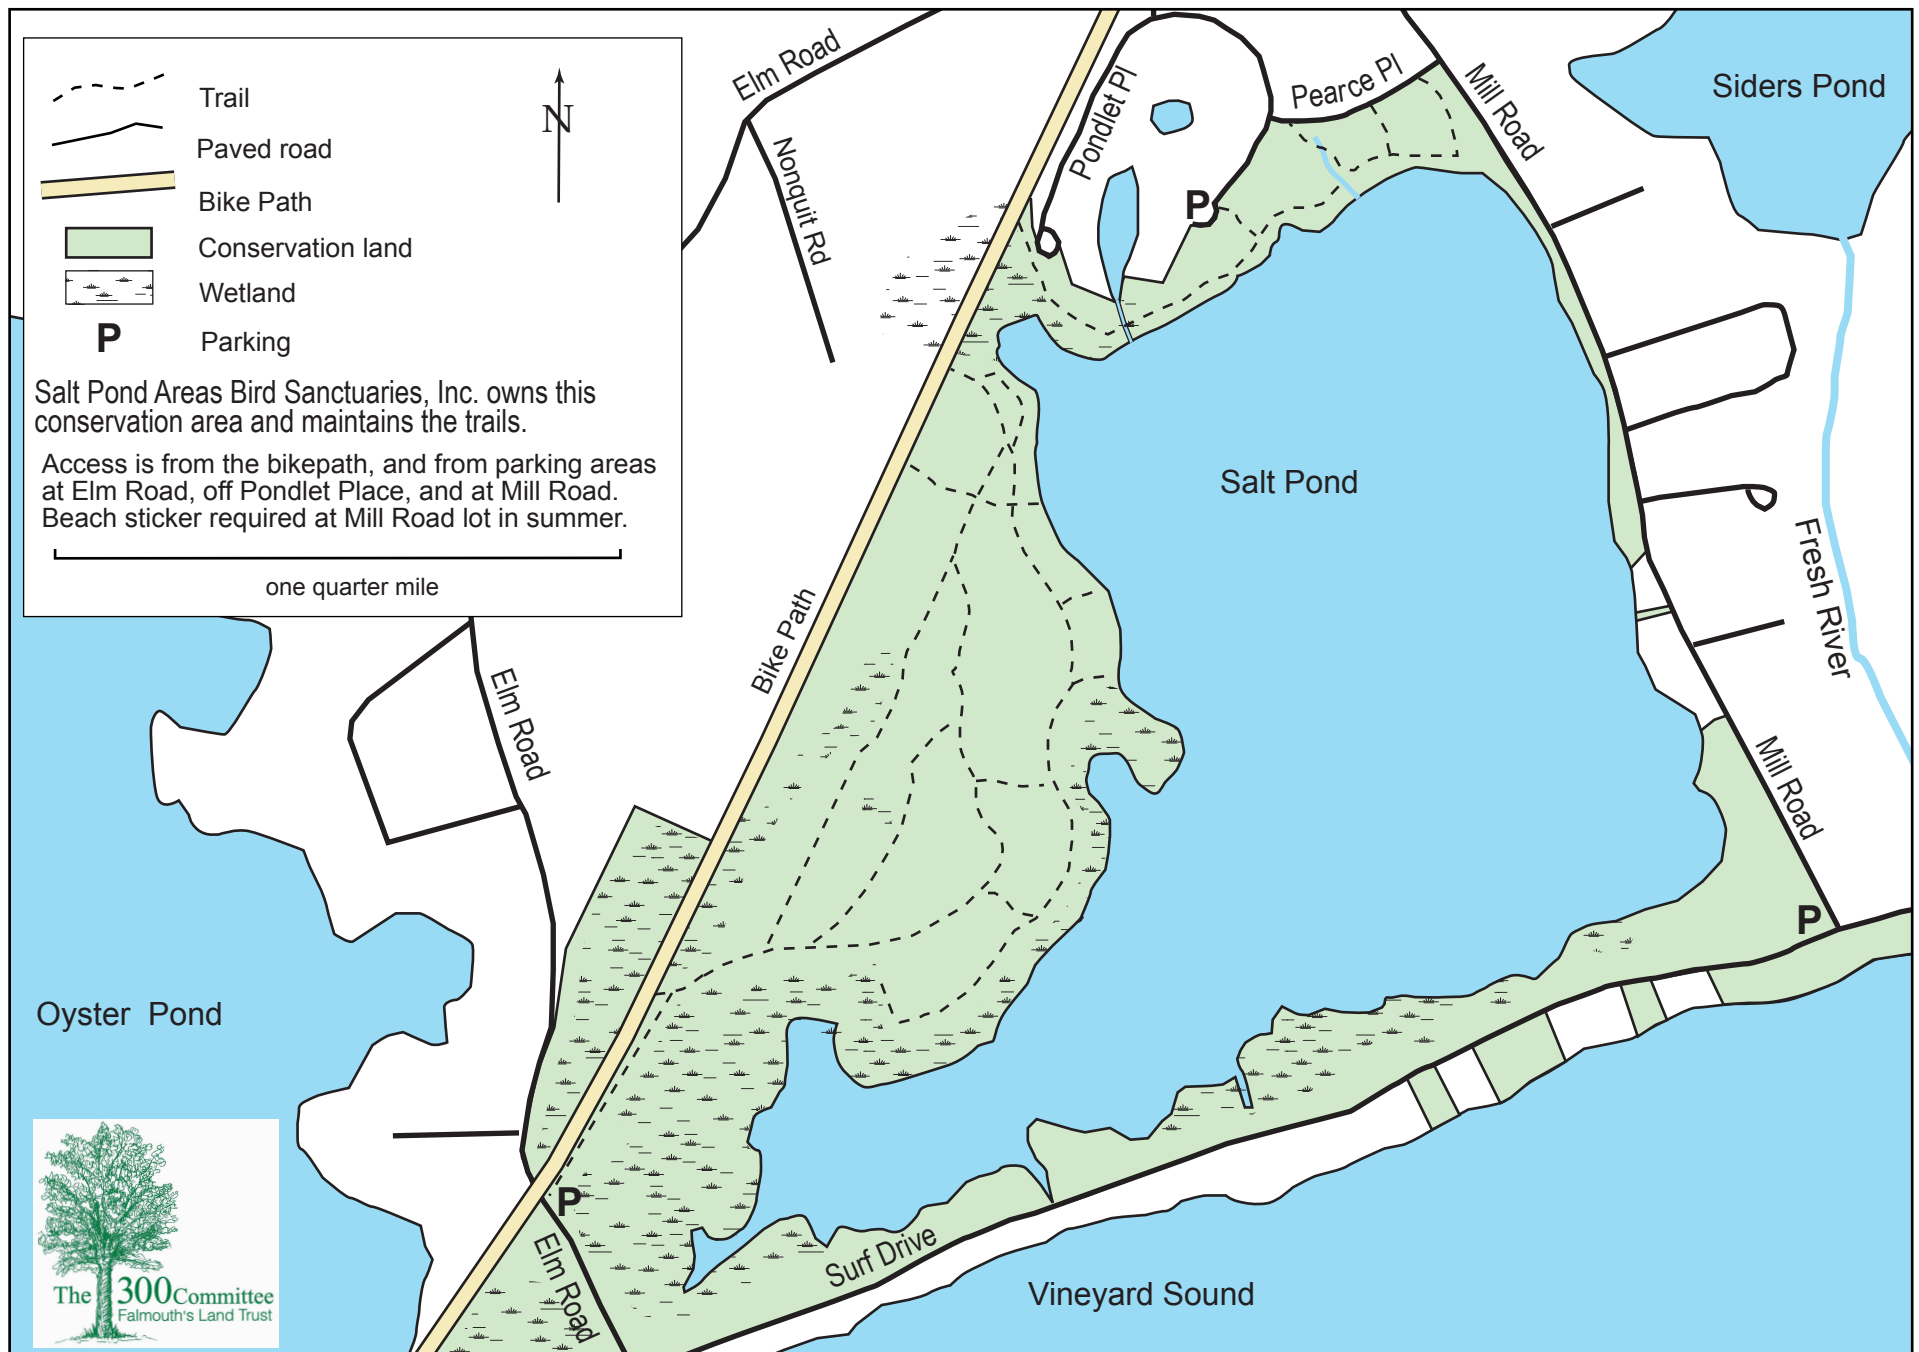 Trail
Paved road
Bike Path
Conservation land
Wetland
P
Parking
N
Salt Pond Areas Bird Sanctuaries, Inc. owns this
conservation area and maintains the trails.
Access is from the bikepath, and from parking areas
at Elm Road, off Pondlet Place, and at Mill Road.
Beach sticker required at Mill Road lot in summer.
one quarter mile
Elm Road
Nonquit Rd
Pondlet Pl
Pearce Pl
Mill Road
Siders Pond
P
Salt Pond
Fresh River
Bike Path
Elm Road
Mill Road
P
Oyster Pond
P
Elm Road
Surf Drive
Vineyard Sound
The 300 Committee
Falmouth's Land Trust